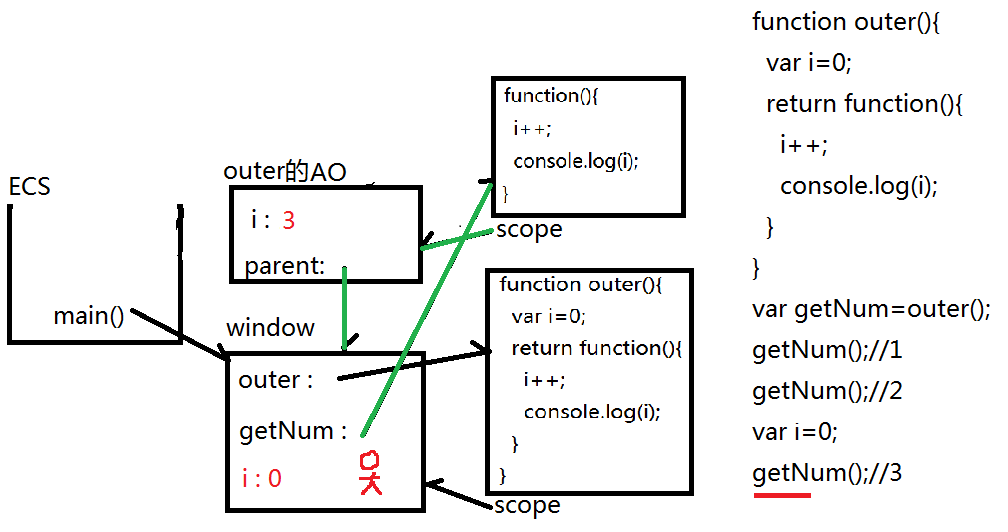 ECS
main()
outer的AO
i : 3
parent:
window
outer :
getNum :
i : 0
呆
function(){
i++;
console.log(i);
}
scope
function outer(){
var i=0;
return function(){
i++;
console.log(i);
}
}
scope
function outer(){
var i=0;
return function(){
i++;
console.log(i);
}
}
var getNum=outer();
getNum();//1
getNum();//2
var i=0;
getNum();//3